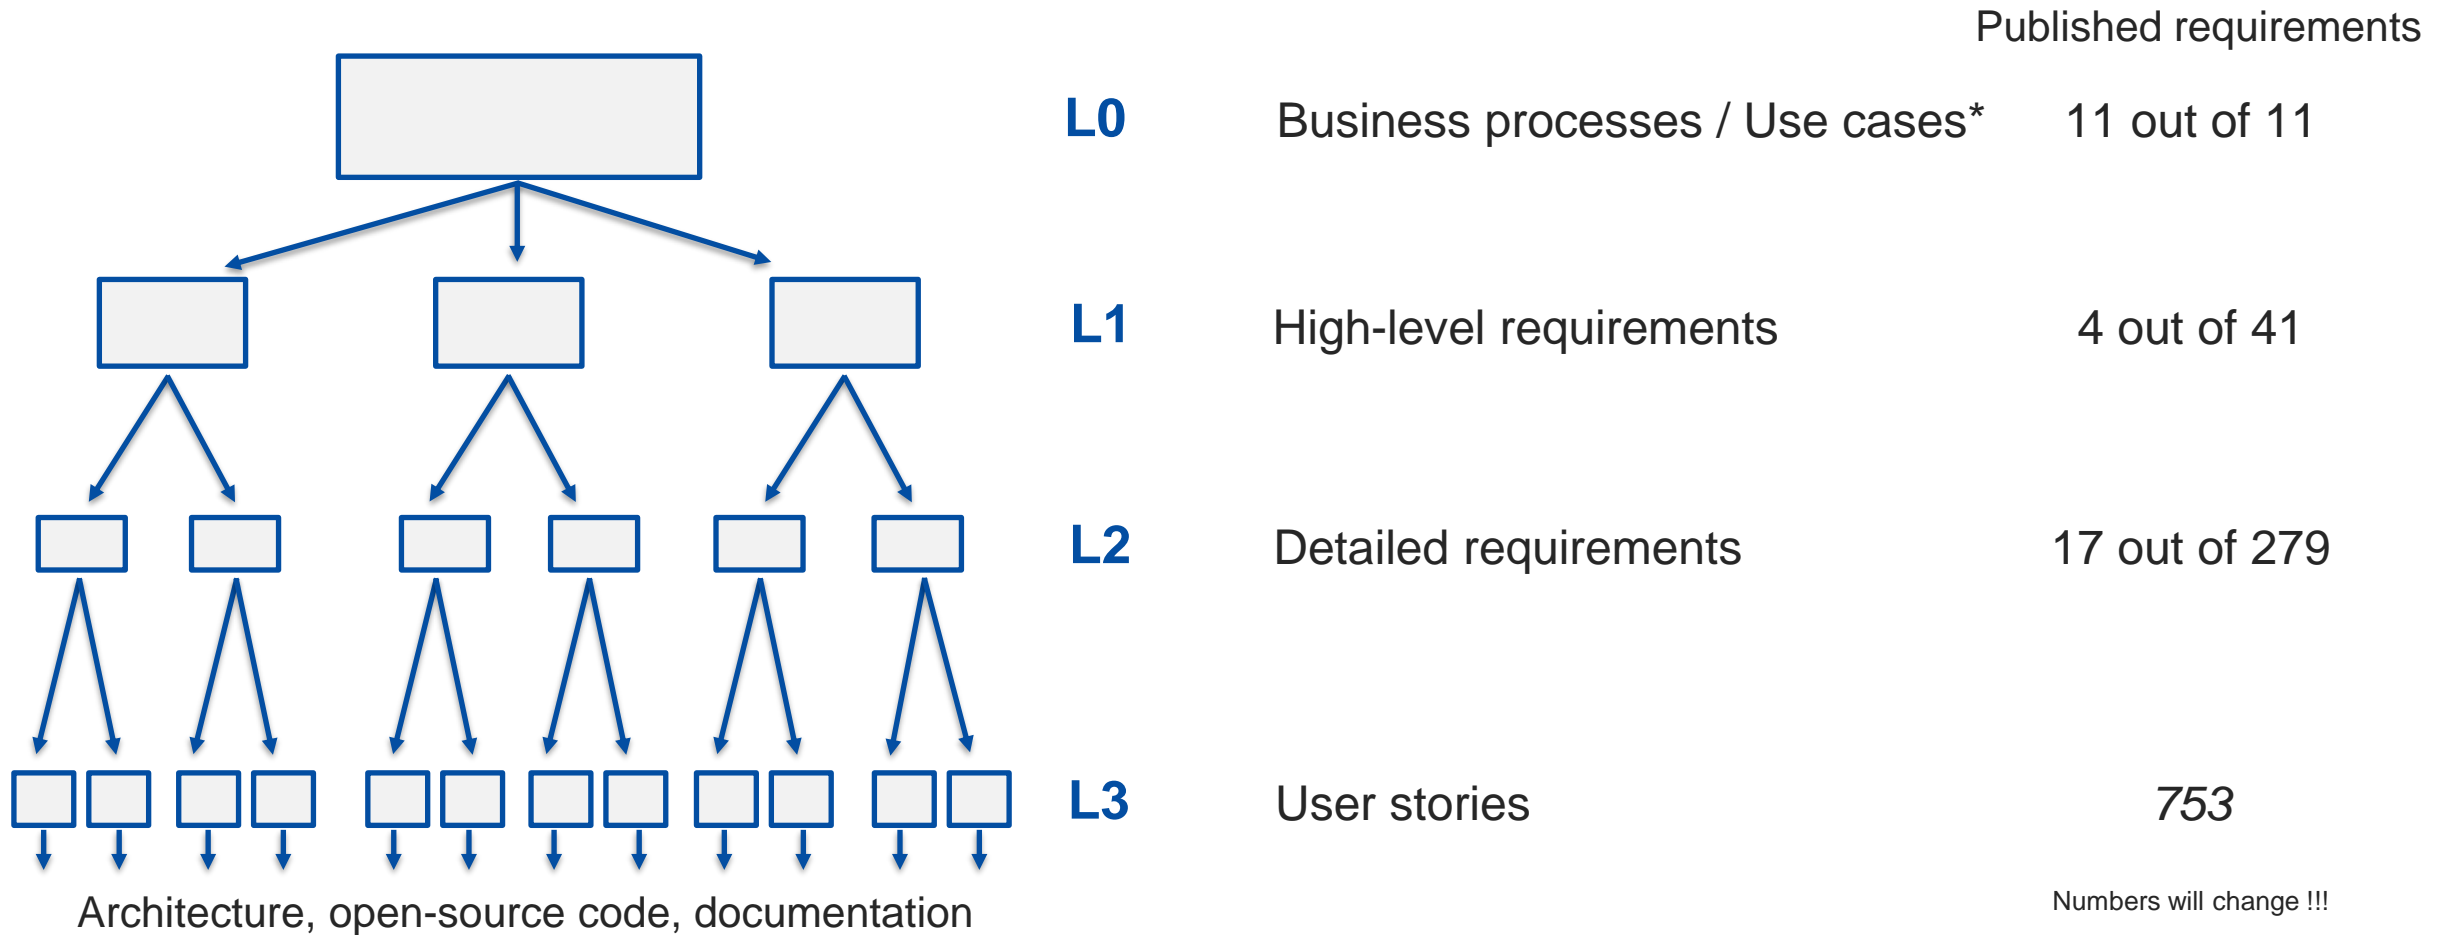 Published requirements
L0 Business processes / Use cases* 11 out of 11
L1 High-level requirements 4 out of 41
L2 Detailed requirements 17 out of 279
L3 User stories 753
Architecture, open-source code, documentation
Numbers will change !!!